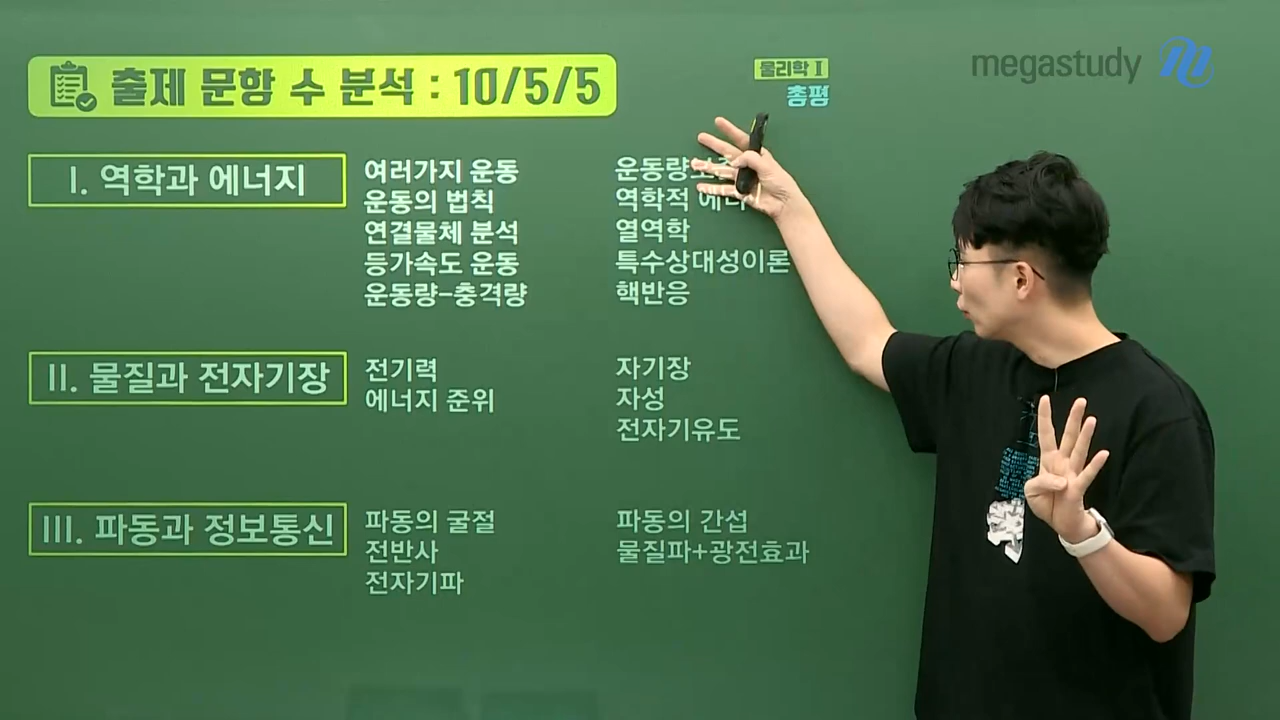 출제 문항 수 분석 : 10/5/5
물리학 I
총평
megastudy
I. 역학과 에너지
여러가지 운동
운동의 법칙
연결물체 분석
등가속도 운동
운동량-충격량
열역학
특수상대성이론
핵반응
II. 물질과 전자기장
전기력
에너지 준위
자기장
자성
전자기유도
III. 파동과 정보통신
파동의 굴절
전반사
전자기파
파동의 간섭
물질파+광전효과